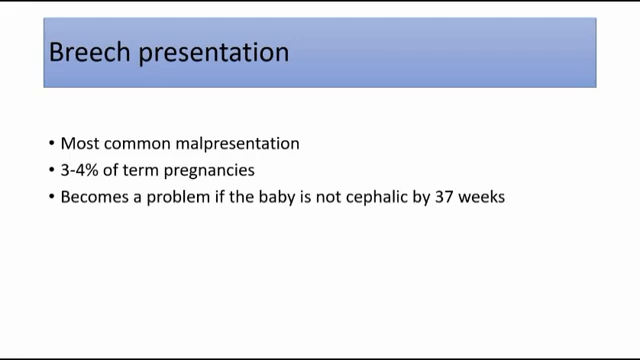 Breech presentation
• Most common malpresentation
• 3-4% of term pregnancies
• Becomes a problem if the baby is not cephalic by 37 weeks